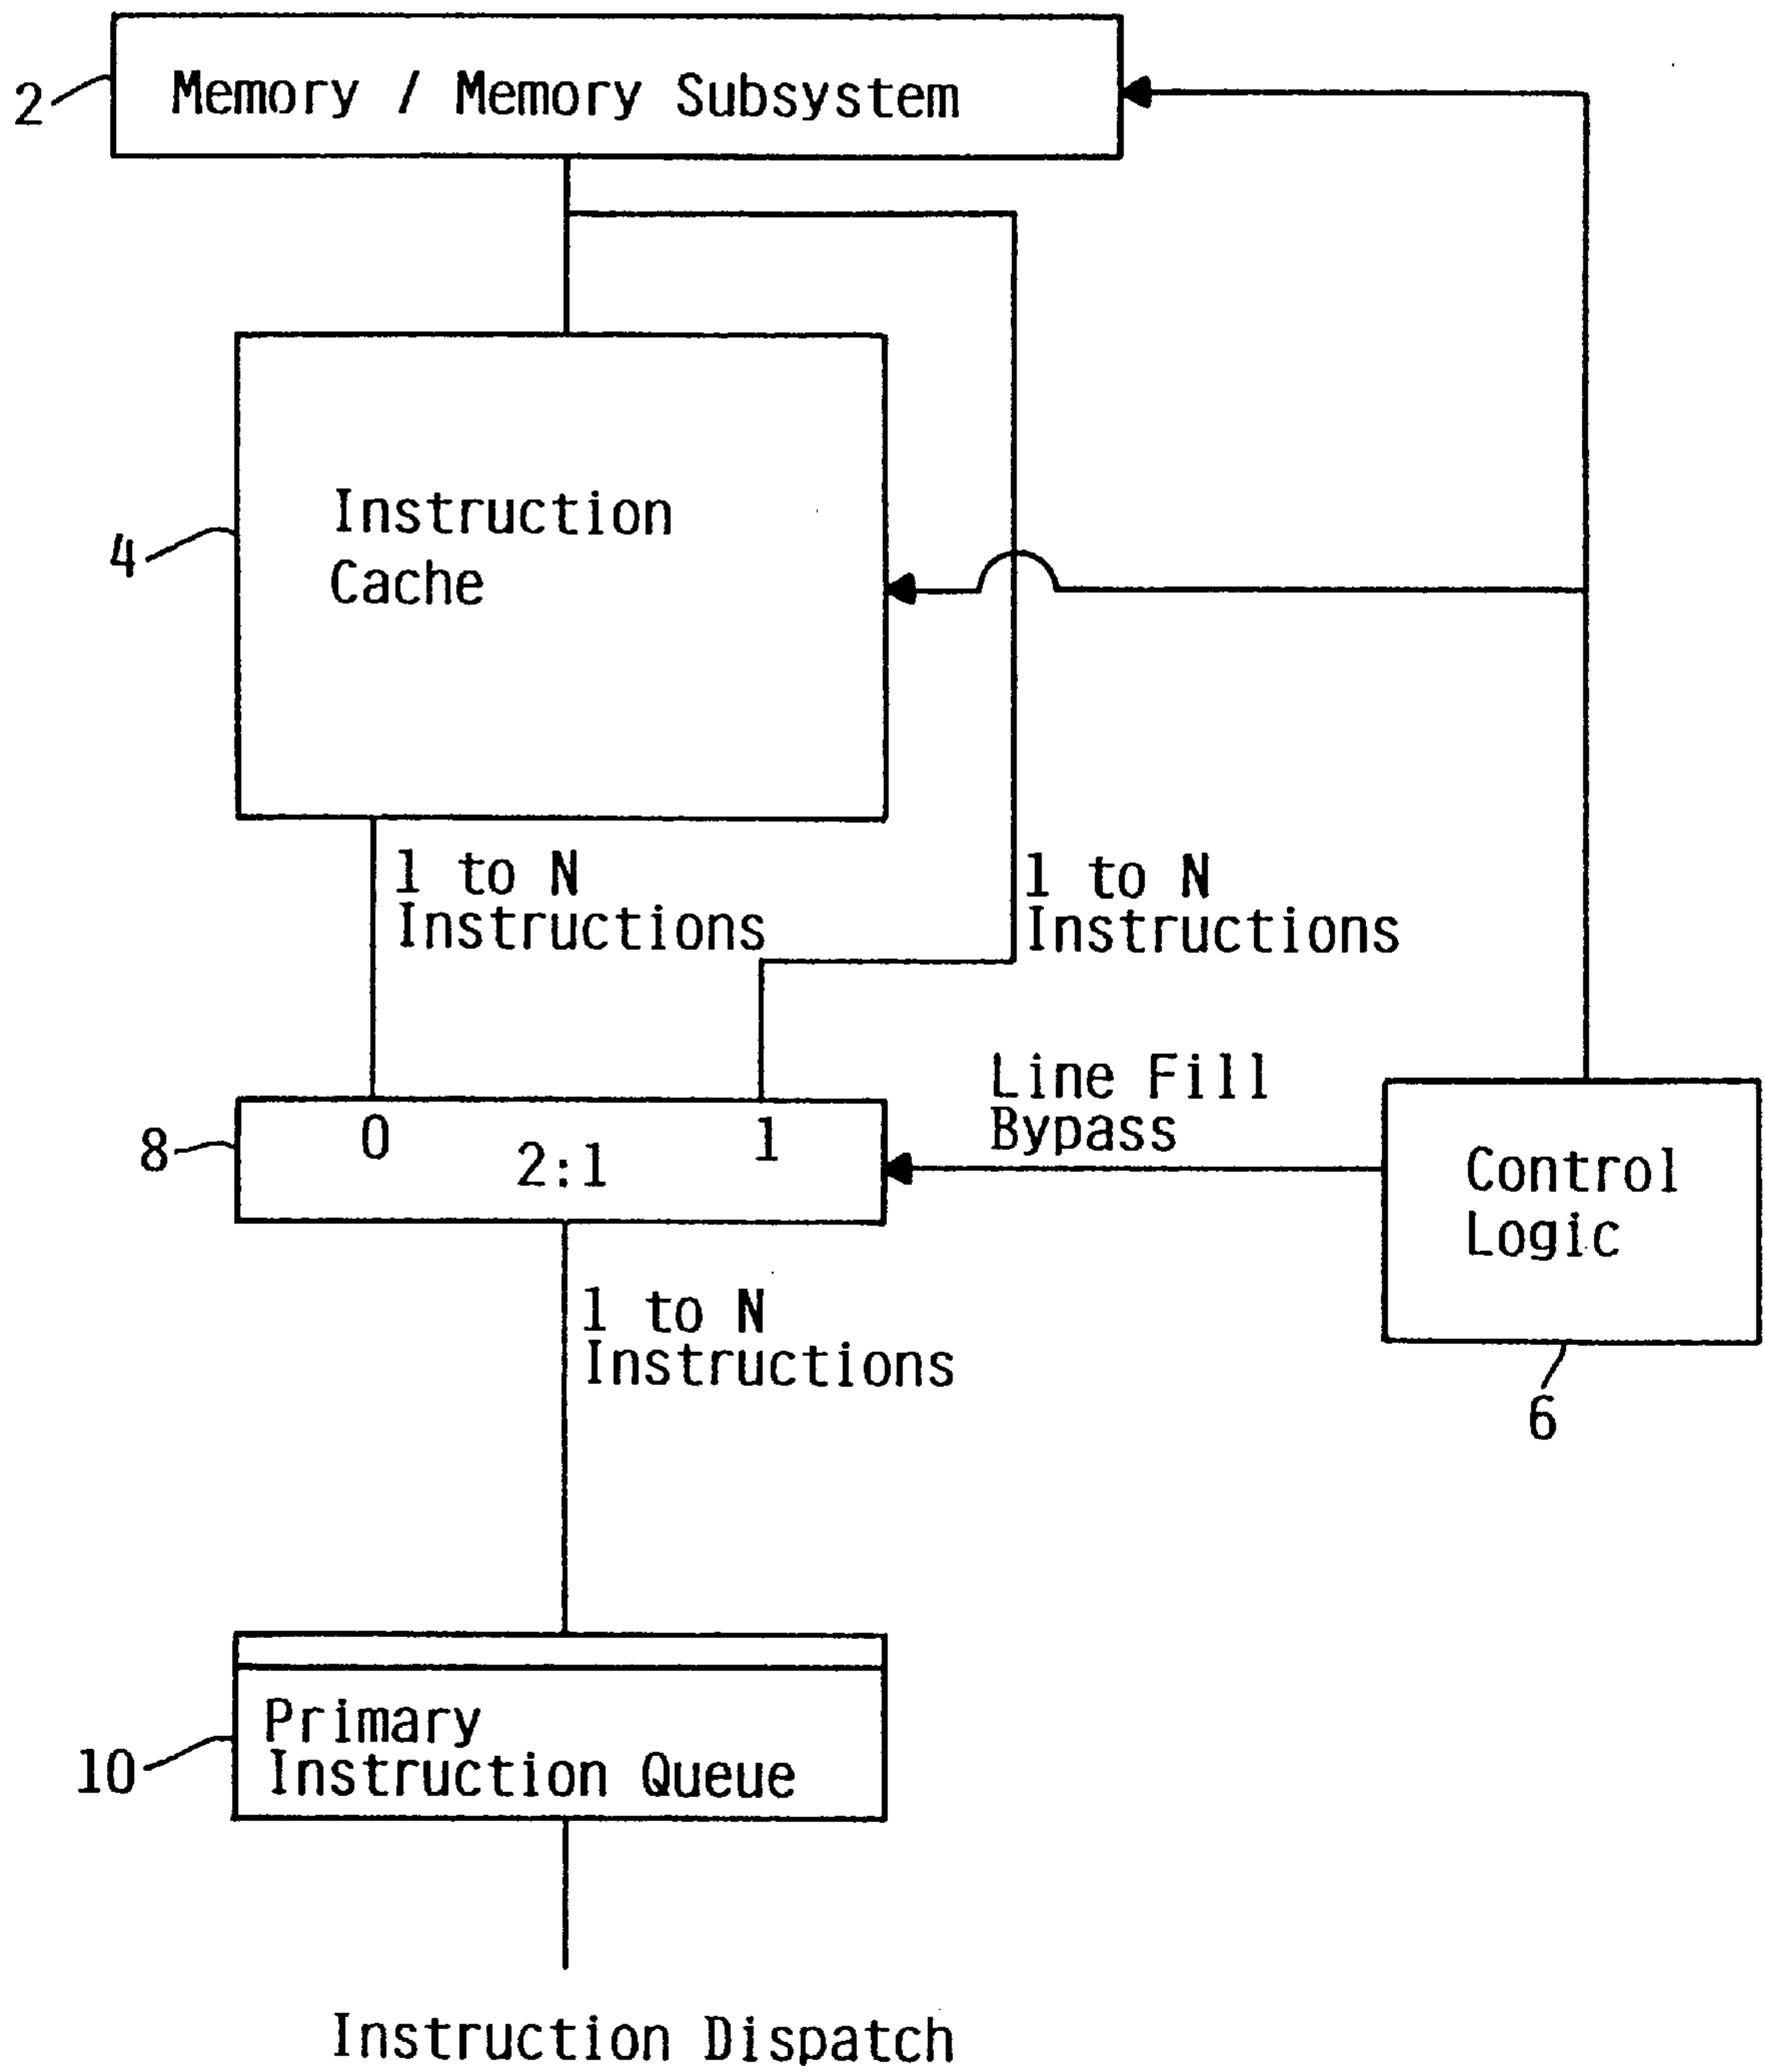 2
Memory / Memory Subsystem
4
Instruction
Cache
1 to N
Instructions
1 to N
Instructions
Line Fill
Bypass
8
0
2:1
1
Control
Logic
6
1 to N
Instructions
10
Primary
Instruction Queue
Instruction Dispatch